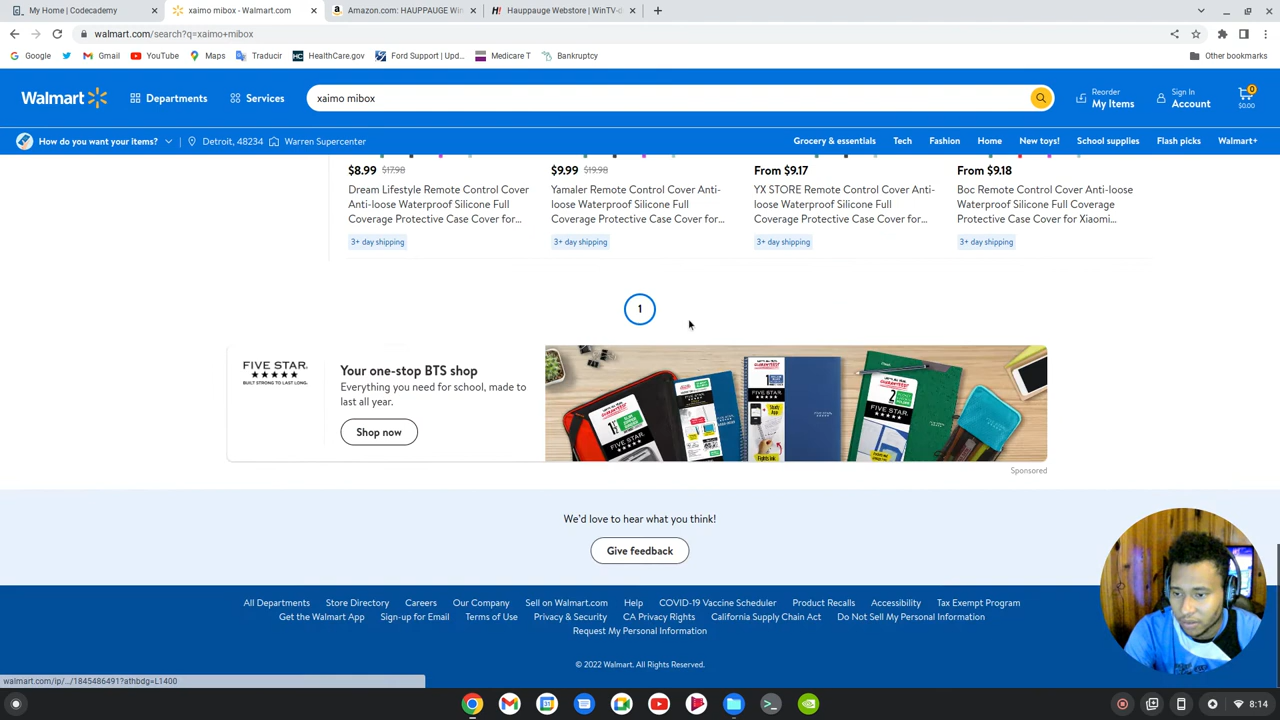 My Home | Codecademy
xaimo mibox - Walmart.com
Amazon.com: HAUPPAUGE Win
Hauppauge Webstore | WinTV-
walmart.com/search?q=xaimo+mibox
Google
Gmail
YouTube
Maps
Traducir
HealthCare.gov
Ford Support | Upd...
Medicare T
Bankruptcy
Other bookmarks
Walmart
Departments
Services
xaimo mibox
Reorder
My Items
Sign In
Account
0
$0.00
How do you want your items?
Detroit, 48234
Warren Supercenter
Grocery & essentials
Tech
Fashion
Home
New toys!
School supplies
Flash picks
Walmart+
$8.99 $17.98
Dream Lifestyle Remote Control Cover
Anti-loose Waterproof Silicone Full
Coverage Protective Case Cover for...
3+ day shipping
$9.99 $19.98
Yamaler Remote Control Cover Anti-
loose Waterproof Silicone Full
Coverage Protective Case Cover for...
3+ day shipping
From $9.17
YX STORE Remote Control Cover Anti-
loose Waterproof Silicone Full
Coverage Protective Case Cover for...
3+ day shipping
From $9.18
Boc Remote Control Cover Anti-loose
Waterproof Silicone Full Coverage
Protective Case Cover for Xiaomi...
3+ day shipping
1
FIVE STAR.
BUILT STRONG TO LAST LONG.
Your one-stop BTS shop
Everything you need for school, made to
last all year.
Shop now
Sponsored
We'd love to hear what you think!
Give feedback
All Departments
Store Directory
Careers
Our Company
Sell on Walmart.com
Help
COVID-19 Vaccine Scheduler
Product Recalls
Accessibility
Tax Exempt Program
Get the Walmart App
Sign-up for Email
Terms of Use
Privacy & Security
CA Privacy Rights
California Supply Chain Act
Do Not Sell My Personal Information
Request My Personal Information
© 2022 Walmart. All Rights Reserved.
walmart.com/ip/.../1845486491?athbdg=L1400
8:14